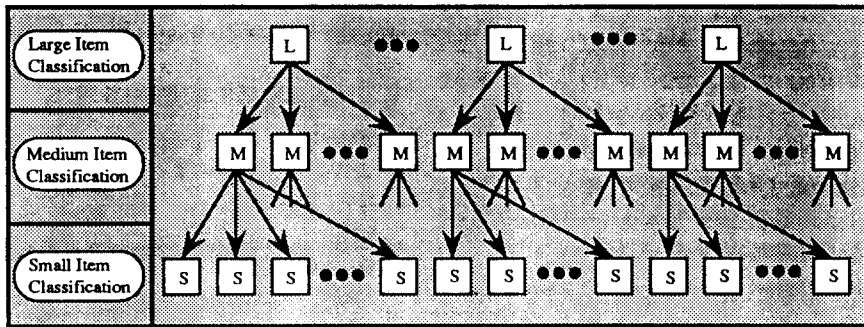 Large Item
Classification
L L L
Medium Item
Classification
M M M M M M M M M
Small Item
Classification
S S S S S S S S S S